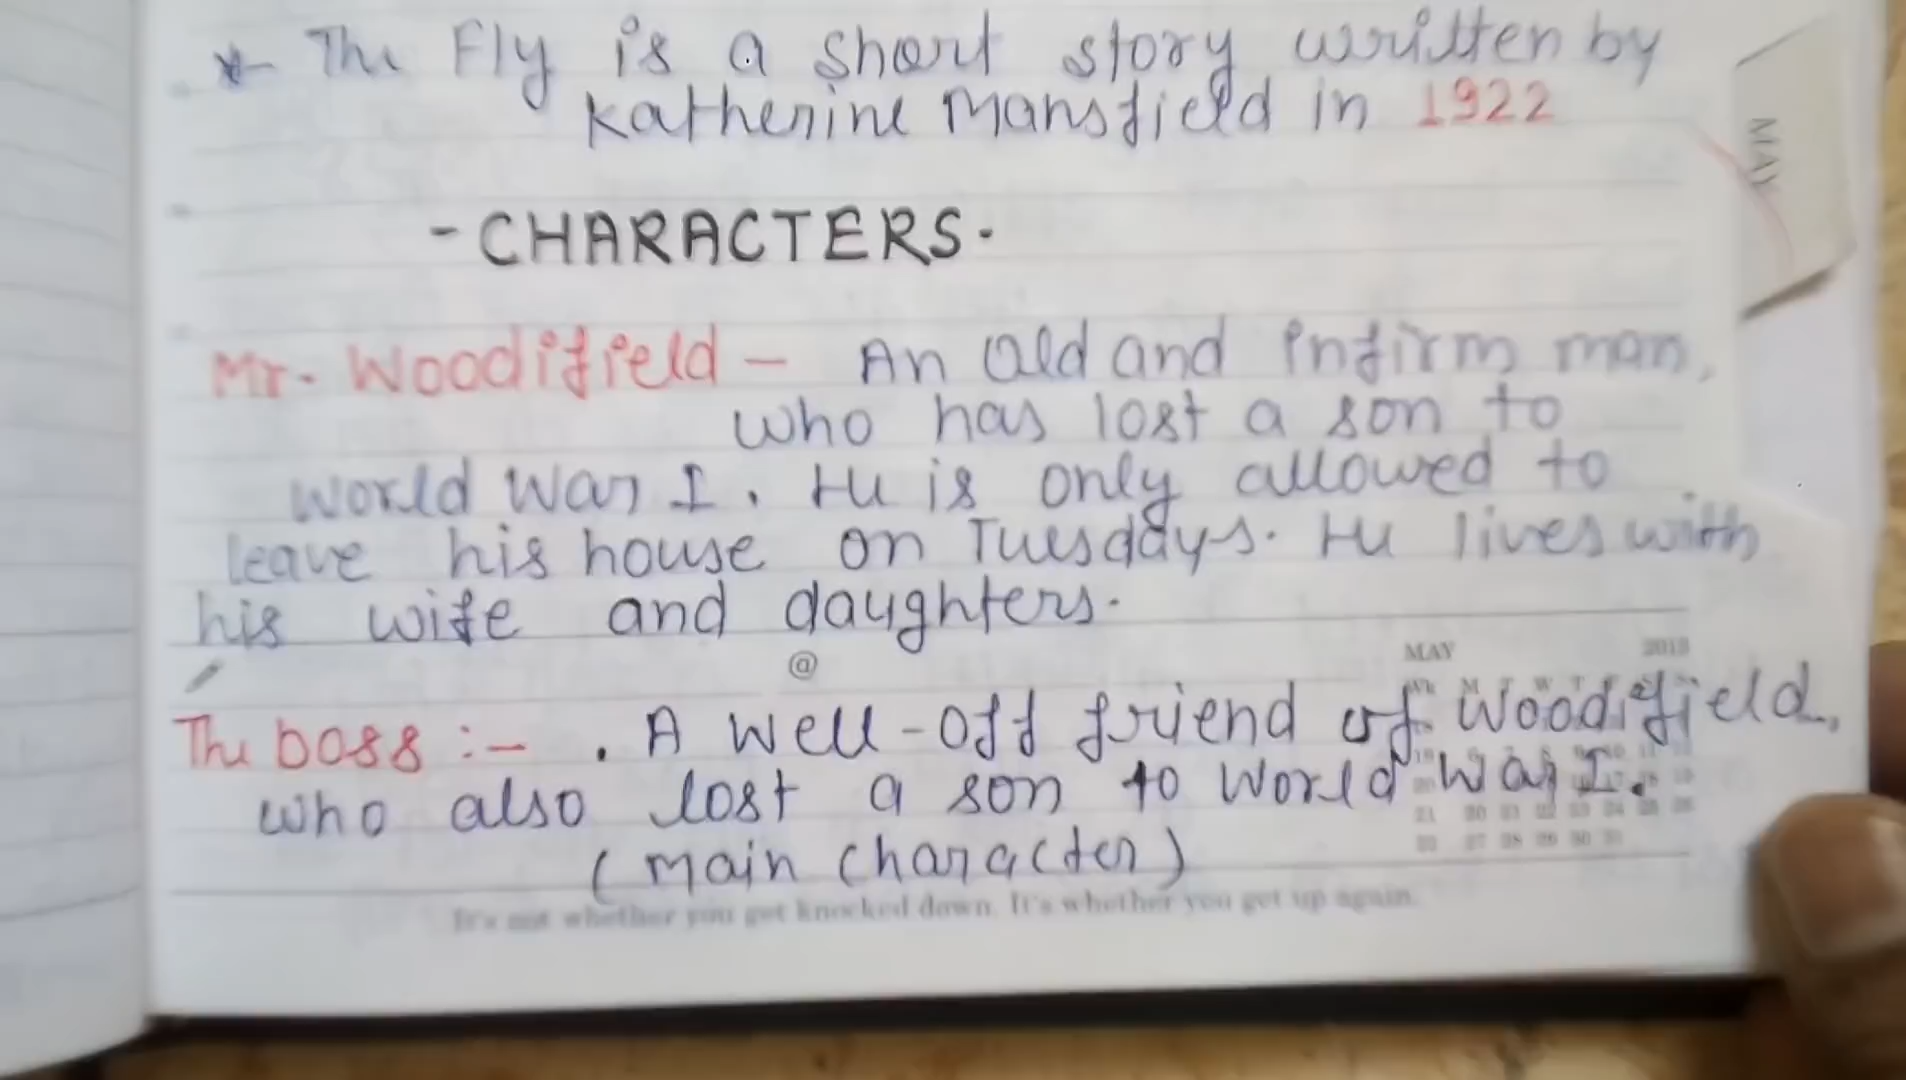 * The Fly is a short story written by
Katherine Mansfield in 1922
MAY
- CHARACTERS.
Mr. Woodifield - An old and infirm man,
who has lost a son to
World War I. He is only allowed to
leave his house on Tuesdays. He lives with
his wife and daughters.
@
MAY 2013
The boss :- . A well-off friend of Woodifield,
who also lost a son to World War I.
(Main character)
It's not whether you get knocked down. It's whether you get up again.